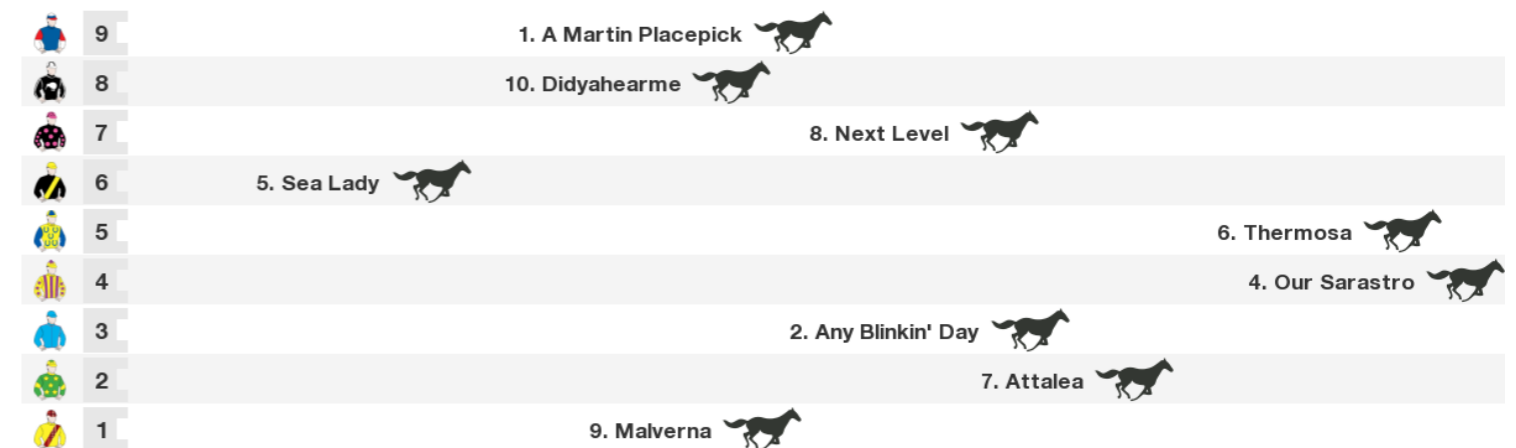 9 1. A Martin Placepick
8 10. Didyahearme
7 8. Next Level
6 5. Sea Lady
5 6. Thermosa
4 4. Our Sarastro
3 2. Any Blinkin' Day
2 7. Attalea
1 9. Malverna